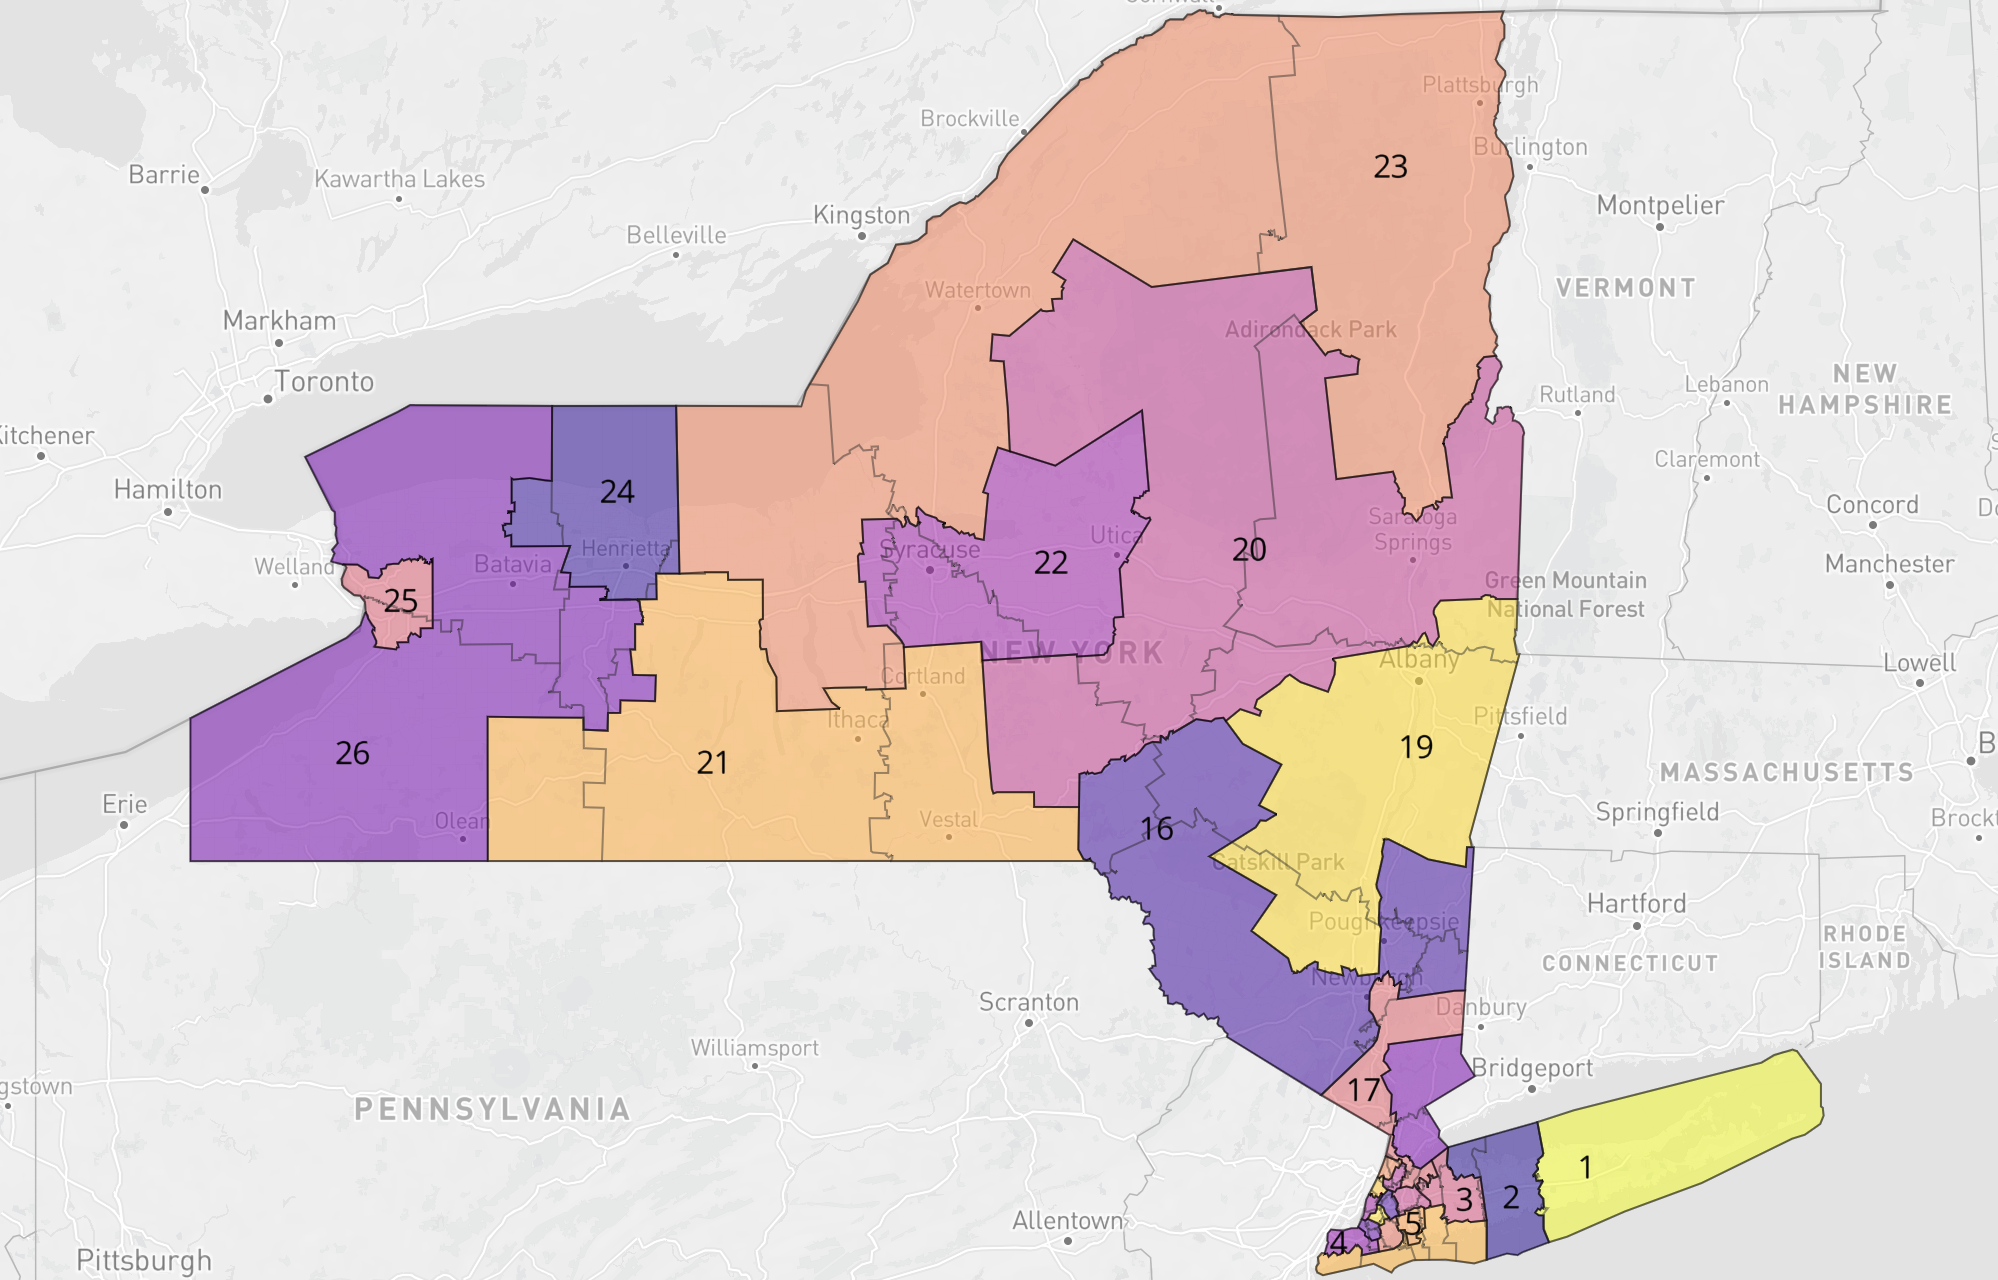 Cornwall
Plattsburgh
Brockville
Burlington
23
Barrie
Kawartha Lakes
Montpelier
Kingston
Belleville
VERMONT
Watertown
Markham
Adirondack Park
Toronto
Rutland
Lebanon
NEW
HAMPSHIRE
Kitchener
Claremont
Hamilton
24
Concord
Saratoga
Springs
Utica
Syracuse
22
20
Henrietta
Batavia
Welland
Manchester
Green Mountain
National Forest
25
NEW YORK
Albany
Lowell
Cortland
Ithaca
Pittsfield
26
21
19
MASSACHUSETTS
Erie
Springfield
Olean
Vestal
16
Catskill Park
Hartford
Poughkeepsie
RHODE
ISLAND
CONNECTICUT
Newburgh
Scranton
Danbury
Williamsport
Bridgeport
gstown
17
PENNSYLVANIA
1
2
3
Allentown
5
4
Pittsburgh